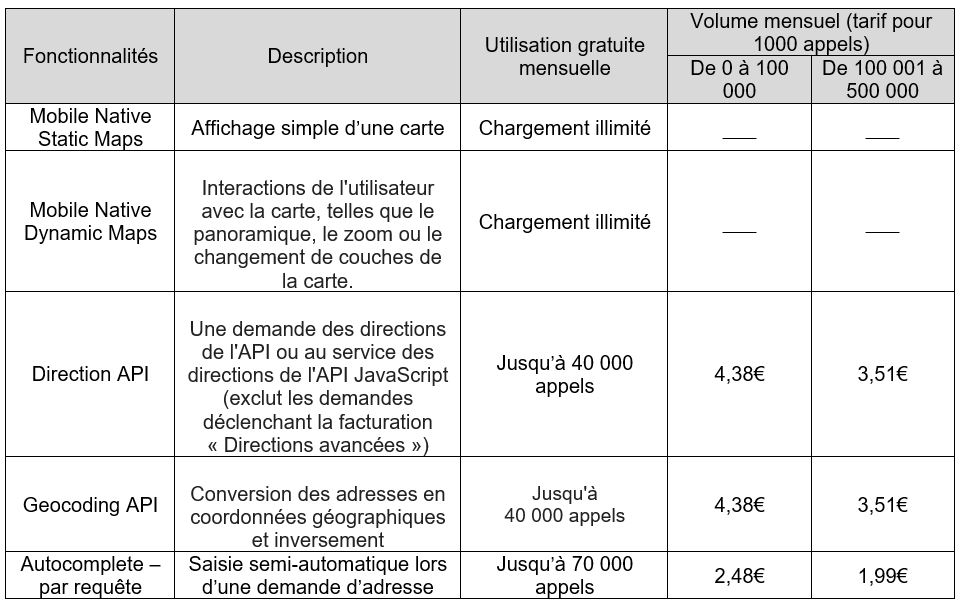 Fonctionnalités
Description
Utilisation gratuite
mensuelle
Volume mensuel (tarif pour
1000 appels)
De 0 à 100
000
De 100 001 à
500 000
Mobile Native
Static Maps
Affichage simple d’une carte
Chargement illimité
___
___
Mobile Native
Dynamic Maps
Interactions de l'utilisateur
avec la carte, telles que le
panoramique, le zoom ou le
changement de couches de
la carte.
Chargement illimité
___
___
Direction API
Une demande des directions
de l'API ou au service des
directions de l'API JavaScript
(exclut les demandes
déclenchant la facturation
« Directions avancées »)
Jusqu’à 40 000
appels
4,38€
3,51€
Geocoding API
Conversion des adresses en
coordonnées géographiques
et inversement
Jusqu'à
40 000 appels
4,38€
3,51€
Autocomplete –
par requête
Saisie semi-automatique lors
d’une demande d’adresse
Jusqu’à 70 000
appels
2,48€
1,99€